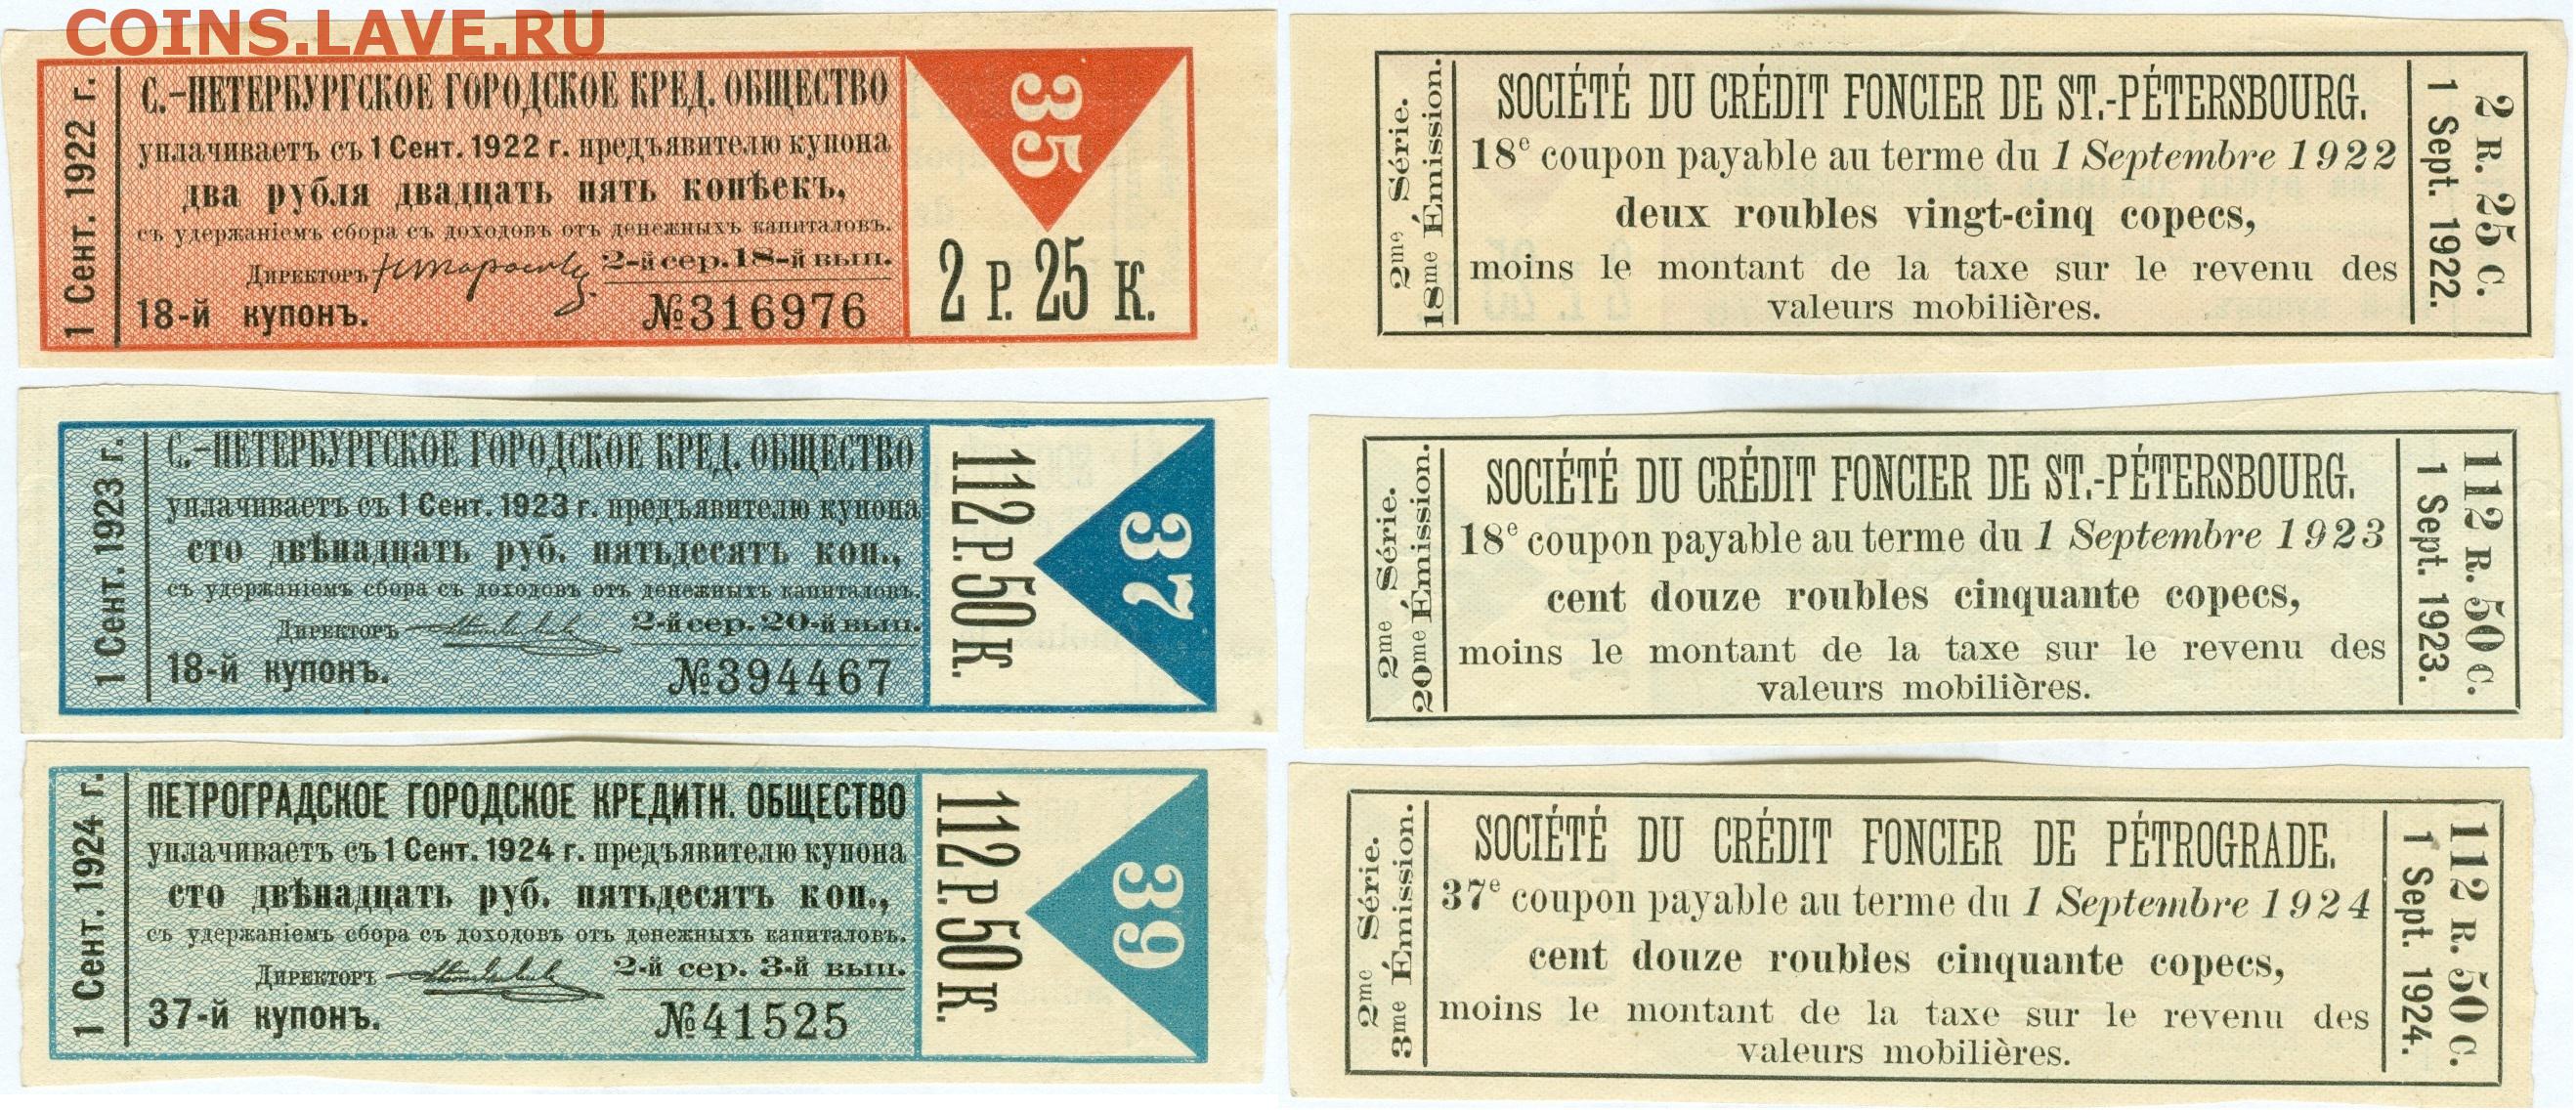 COINS.LAVE.RU
1 Сент. 1922 г.
С.-ПЕТЕРБУРГСКОЕ ГОРОДСКОЕ КРЕД. ОБЩЕСТВО
уплачиваетъ съ 1 Сент. 1922 г. предъявителю купона
два рубля двадцать пять копѣекъ,
съ удержаніемъ сбора съ доходовъ отъ денежныхъ капиталовъ.
Директоръ
2-й сер. 18-й вып.
18-й купонъ.
№316976
35
2 Р. 25 К.
2me Série.
18me Émission.
SOCIÉTÉ DU CRÉDIT FONCIER DE ST.-PÉTERSBOURG.
18e coupon payable au terme du 1 Septembre 1922
deux roubles vingt-cinq copecs,
moins le montant de la taxe sur le revenu des
valeurs mobilières.
1 Sept. 1922.
2 R. 25 C.
1 Сент. 1923 г.
С.-ПЕТЕРБУРГСКОЕ ГОРОДСКОЕ КРЕД. ОБЩЕСТВО
уплачиваетъ съ 1 Сент. 1923 г. предъявителю купона
сто двѣнадцать руб. пятьдесятъ коп.,
съ удержаніемъ сбора съ доходовъ отъ денежныхъ капиталовъ.
Директоръ
2-й сер. 20-й вып.
18-й купонъ.
№394467
112 Р. 50 К.
37
2me Série.
20me Émission.
SOCIÉTÉ DU CRÉDIT FONCIER DE ST.-PÉTERSBOURG.
18e coupon payable au terme du 1 Septembre 1923
cent douze roubles cinquante copecs,
moins le montant de la taxe sur le revenu des
valeurs mobilières.
1 Sept. 1923.
112 R. 50 C.
1 Сент. 1924 г.
ПЕТРОГРАДСКОЕ ГОРОДСКОЕ КРЕДИТН. ОБЩЕСТВО
уплачиваетъ съ 1 Сент. 1924 г. предъявителю купона
сто двѣнадцать руб. пятьдесятъ коп.,
съ удержаніемъ сбора съ доходовъ отъ денежныхъ капиталовъ.
Директоръ
2-й сер. 3-й вып.
37-й купонъ.
№41525
112 Р. 50 К.
39
2me Série.
3me Émission.
SOCIÉTÉ DU CRÉDIT FONCIER DE PÉTROGRADE.
37e coupon payable au terme du 1 Septembre 1924
cent douze roubles cinquante copecs,
moins le montant de la taxe sur le revenu des
valeurs mobilières.
1 Sept. 1924.
112 R. 50 C.